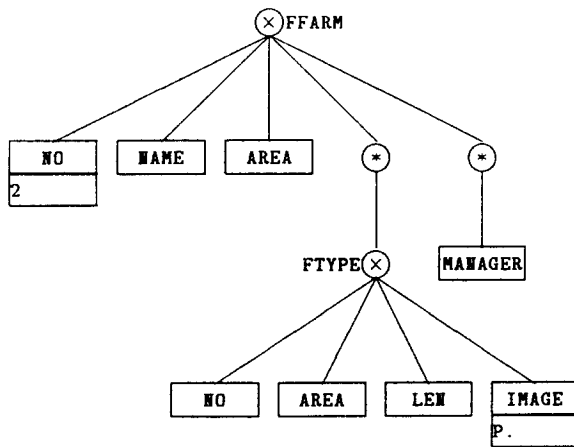 × FFARM
NO NAME AREA * *
2
FTYPE × MANAGER
NO AREA LEN IMAGE
P.